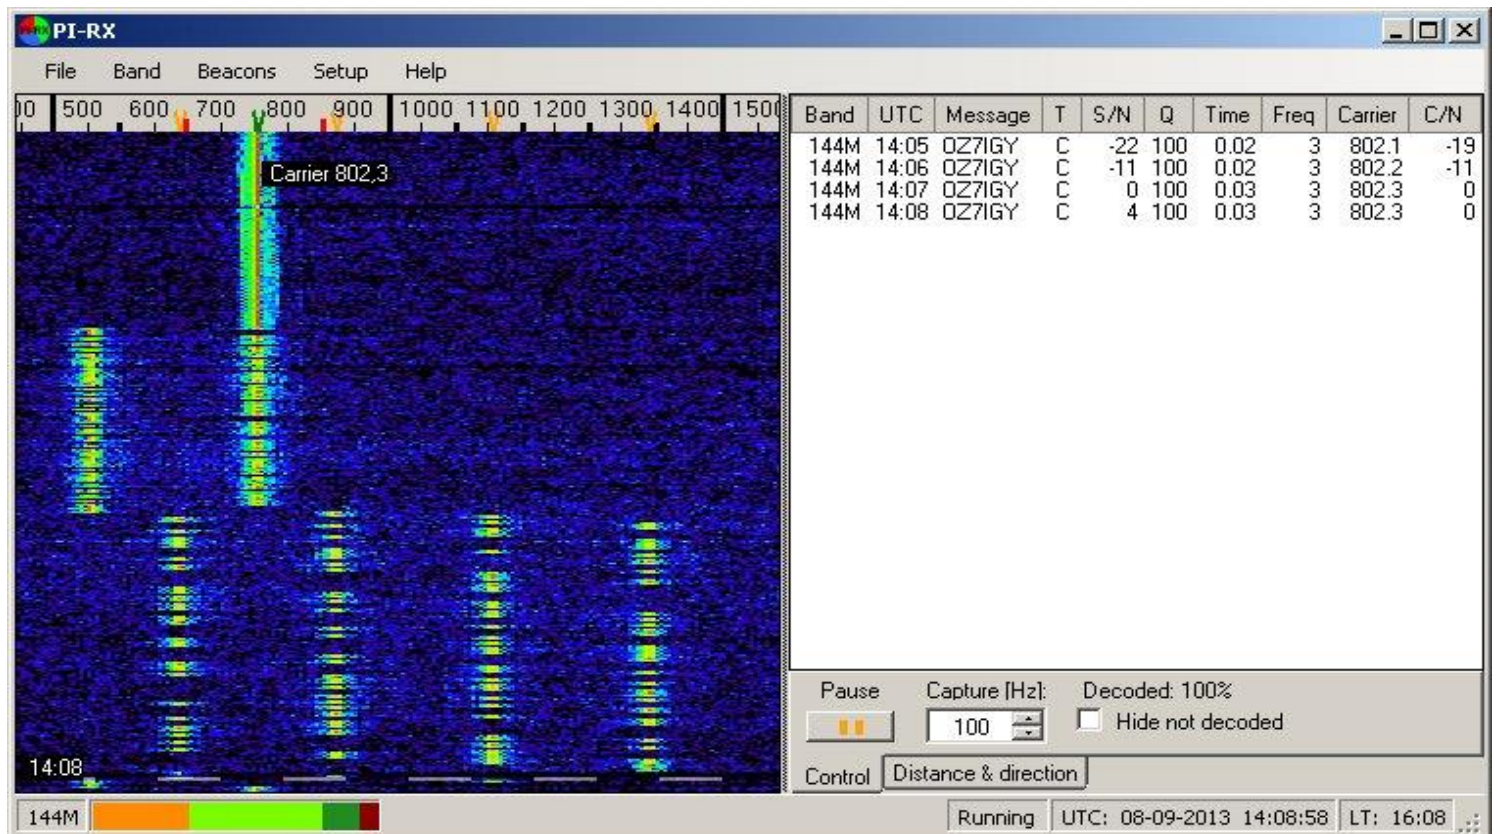 PI-RX
File Band Beacons Setup Help
00 500 600 700 800 900 1000 1100 1200 1300 1400 1500
Carrier 802,3
14:08
Band UTC Message T S/N Q Time Freq Carrier C/N
144M 14:05 OZ7IGY C -22 100 0.02 3 802.1 -19
144M 14:06 OZ7IGY C -11 100 0.02 3 802.2 -11
144M 14:07 OZ7IGY C 0 100 0.03 3 802.3 0
144M 14:08 OZ7IGY C 4 100 0.03 3 802.3 0
Pause Capture [Hz]: Decoded: 100%
100 Hide not decoded
Control Distance & direction
144M Running UTC: 08-09-2013 14:08:58 LT: 16:08